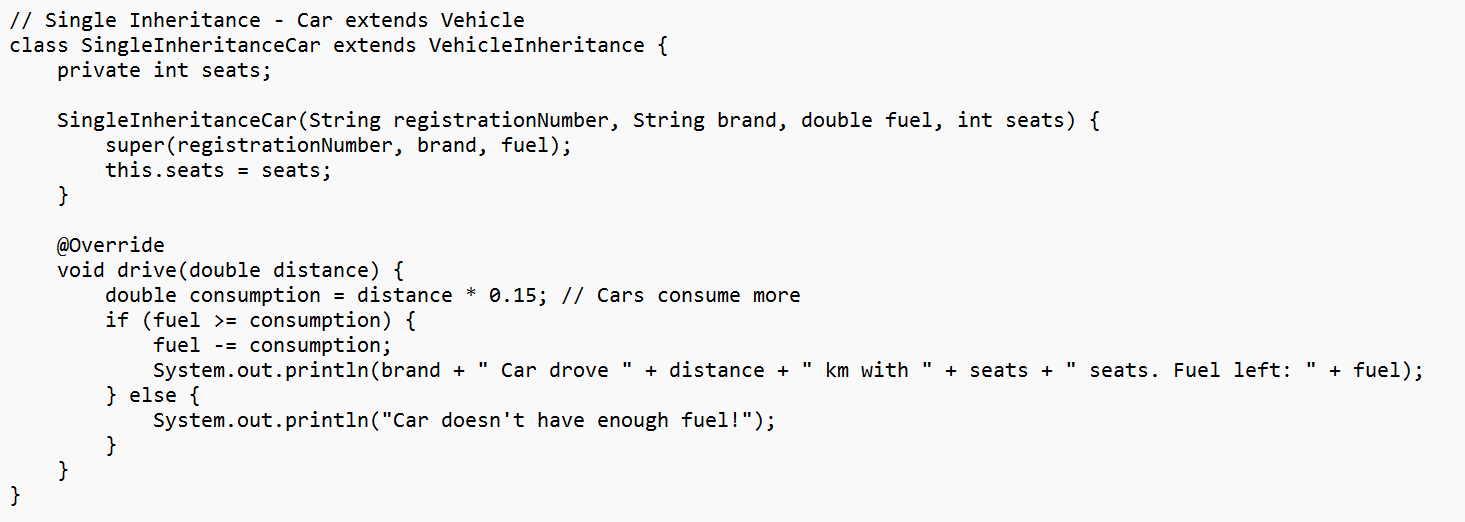 // Single Inheritance - Car extends Vehicle
class SingleInheritanceCar extends VehicleInheritance {
    private int seats;

    SingleInheritanceCar(String registrationNumber, String brand, double fuel, int seats) {
        super(registrationNumber, brand, fuel);
        this.seats = seats;
    }

    @Override
    void drive(double distance) {
        double consumption = distance * 0.15; // Cars consume more
        if (fuel >= consumption) {
            fuel -= consumption;
            System.out.println(brand + " Car drove " + distance + " km with " + seats + " seats. Fuel left: " + fuel);
        } else {
            System.out.println("Car doesn't have enough fuel!");
        }
    }
}